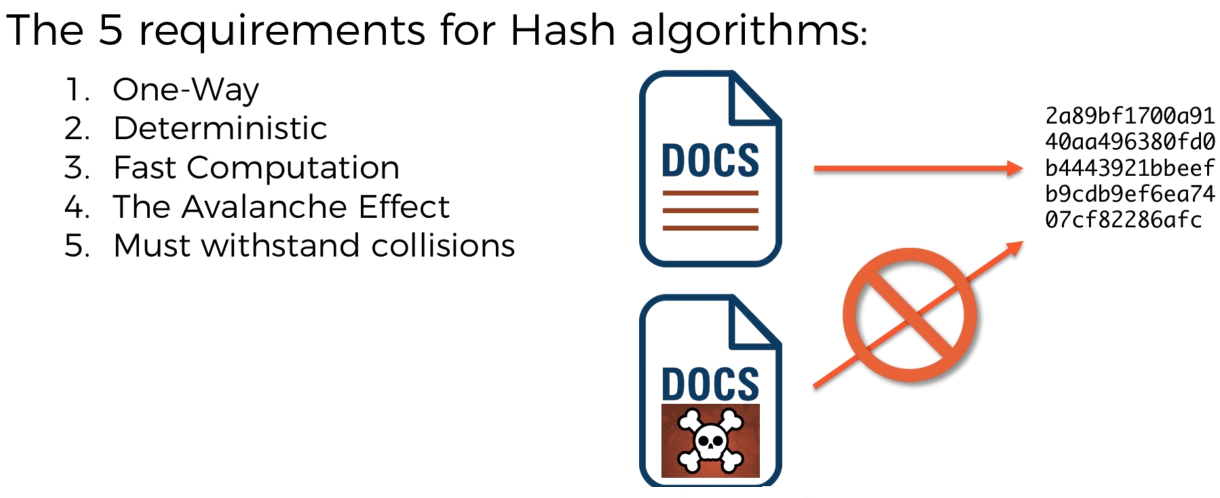 The 5 requirements for Hash algorithms:
1. One-Way
2. Deterministic
3. Fast Computation
4. The Avalanche Effect
5. Must withstand collisions
DOCS
2a89bf1700a91
40aa496380fd0
b4443921bbeef
b9cdb9ef6ea74
07cf82286afc
DOCS